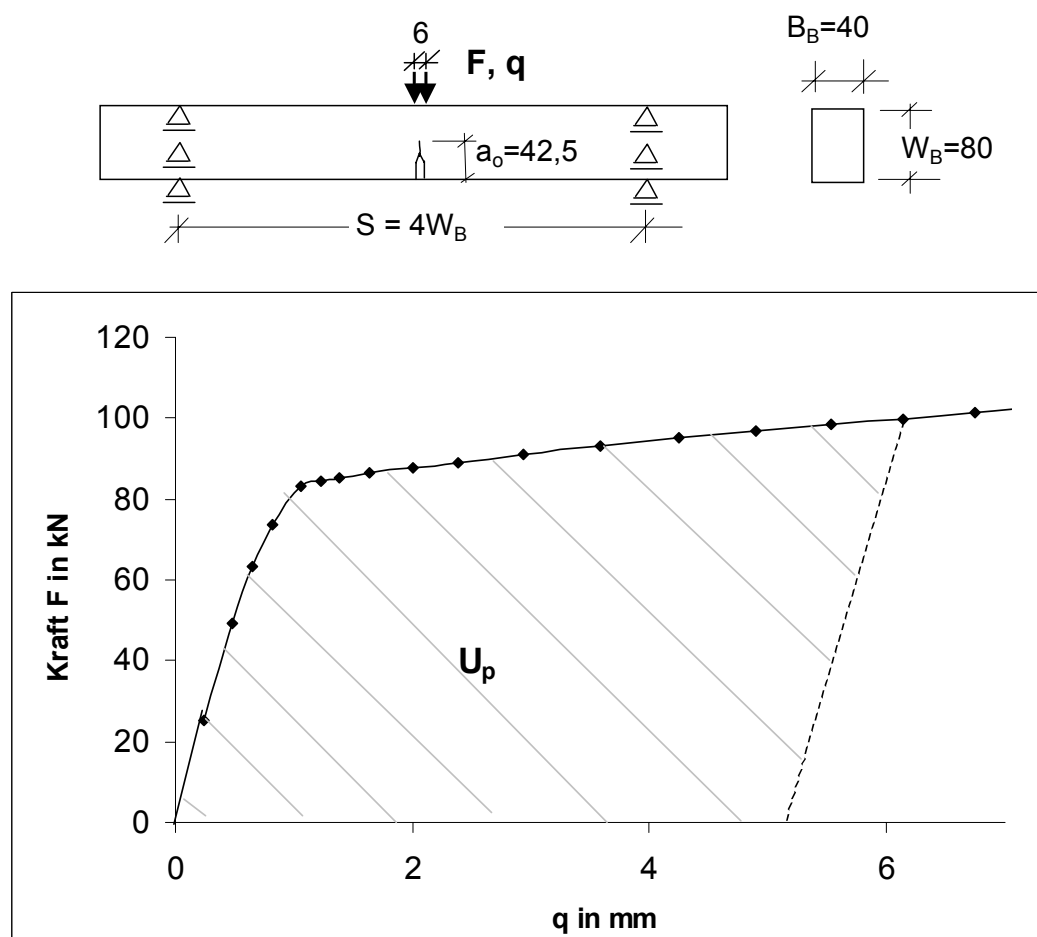 6
F, q
B_B=40
a_o=42,5
W_B=80
S = 4W_B
120
100
80
60
40
20
0
Kraft F in kN
U_p
0
2
4
6
q in mm